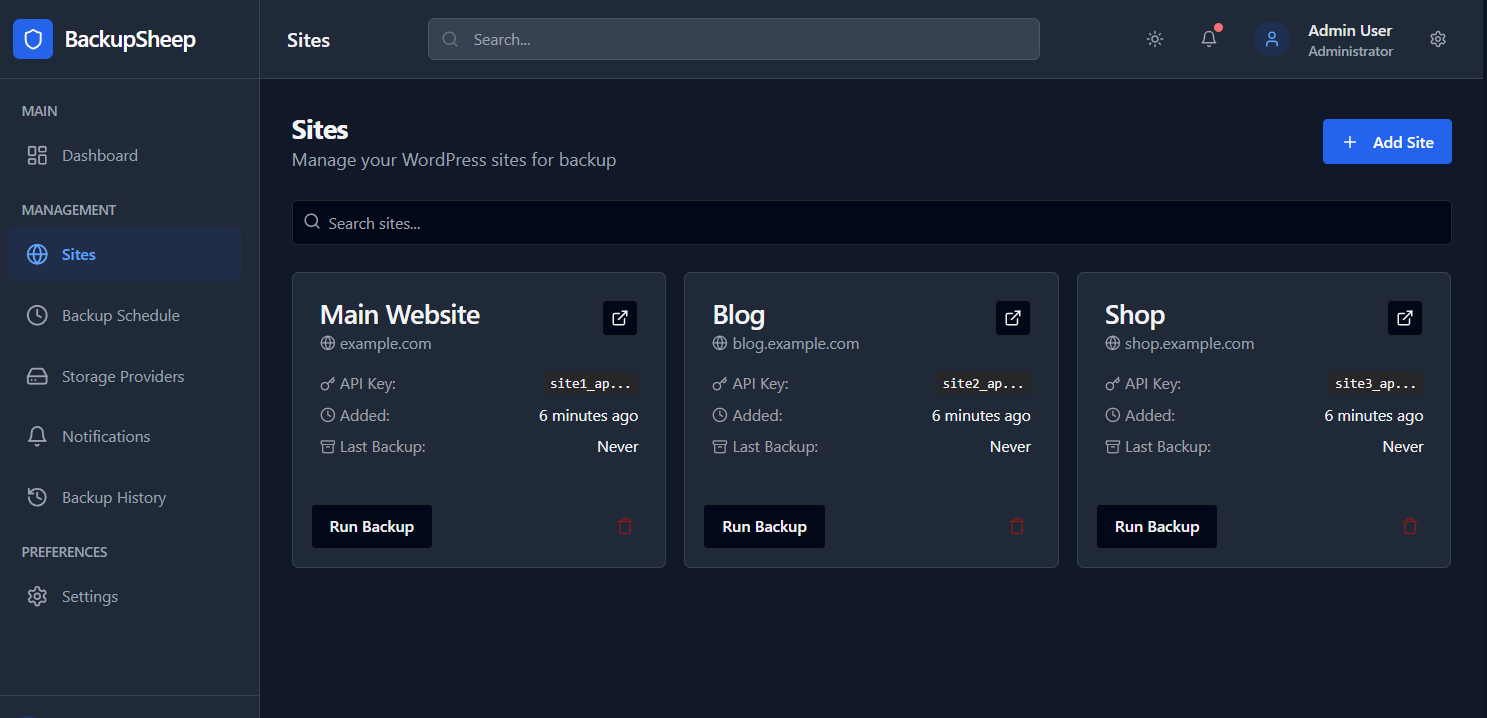 BackupSheep
Sites
Search...
Admin User
Administrator
MAIN
Dashboard
MANAGEMENT
Sites
Backup Schedule
Storage Providers
Notifications
Backup History
PREFERENCES
Settings
Sites
Manage your WordPress sites for backup
Add Site
Search sites...
Main Website
example.com
API Key: site1_ap...
Added: 6 minutes ago
Last Backup: Never
Run Backup
Blog
blog.example.com
API Key: site2_ap...
Added: 6 minutes ago
Last Backup: Never
Run Backup
Shop
shop.example.com
API Key: site3_ap...
Added: 6 minutes ago
Last Backup: Never
Run Backup